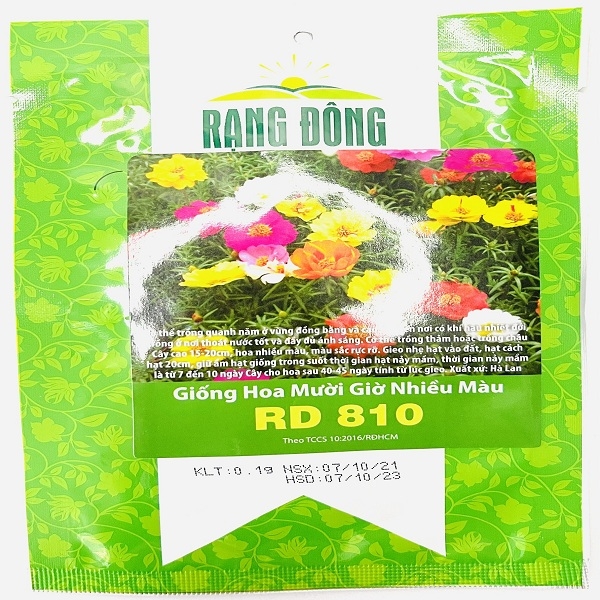 RẠNG ĐÔNG
thể trồng quanh năm ở vùng đồng bằng và nơi có khí hậu nhiệt đới
trồng ở nơi thoát nước tốt và đầy đủ ánh sáng. Có thể trồng thảm hoặc trồng chậu
Cây cao 15-20cm, hoa nhiều màu, màu sắc rực rỡ. Gieo nhẹ hạt vào đất, hạt cách
hạt 20cm, giữ ẩm hạt giống trong suốt thời gian hạt nảy mầm, thời gian nảy mầm
là từ 7 đến 10 ngày Cây cho hoa sau 40-45 ngày tính từ lúc gieo. Xuất xứ: Hà Lan
Giống Hoa Mười Giờ Nhiều Màu
RD 810
Theo TCCS 10:2016/RĐHCM
KLT:0.1g NSX:07/10/21
HSD:07/10/23